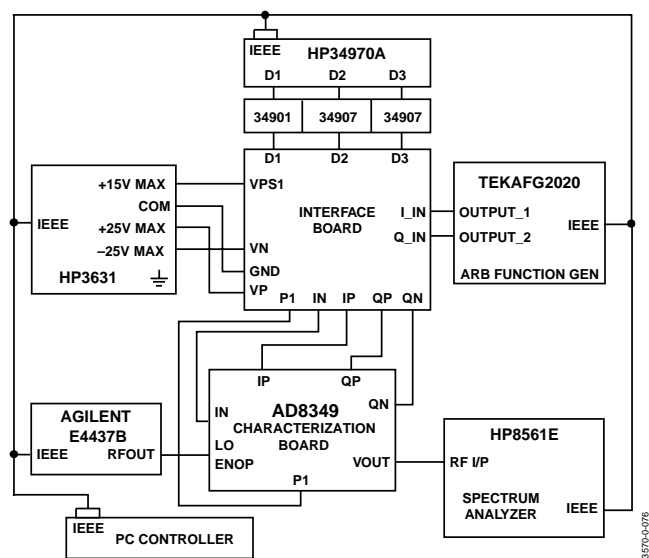 IEEE
HP34970A
D1 D2 D3
34901 34907 34907
D1 D2 D3
+15V MAX
COM
+25V MAX
–25V MAX
IEEE
HP3631
VPS1
VN
GND
VP
INTERFACE
BOARD
I_IN
Q_IN
P1 IN IP QP QN
TEKAFG2020
OUTPUT_1
OUTPUT_2
IEEE
ARB FUNCTION GEN
IP QP
IN
QN
AD8349
CHARACTERIZATION
BOARD
LO
ENOP
VOUT
P1
AGILENT
E4437B
IEEE RFOUT
HP8561E
RF I/P
SPECTRUM
ANALYZER
IEEE
IEEE
PC CONTROLLER
3570-0-076